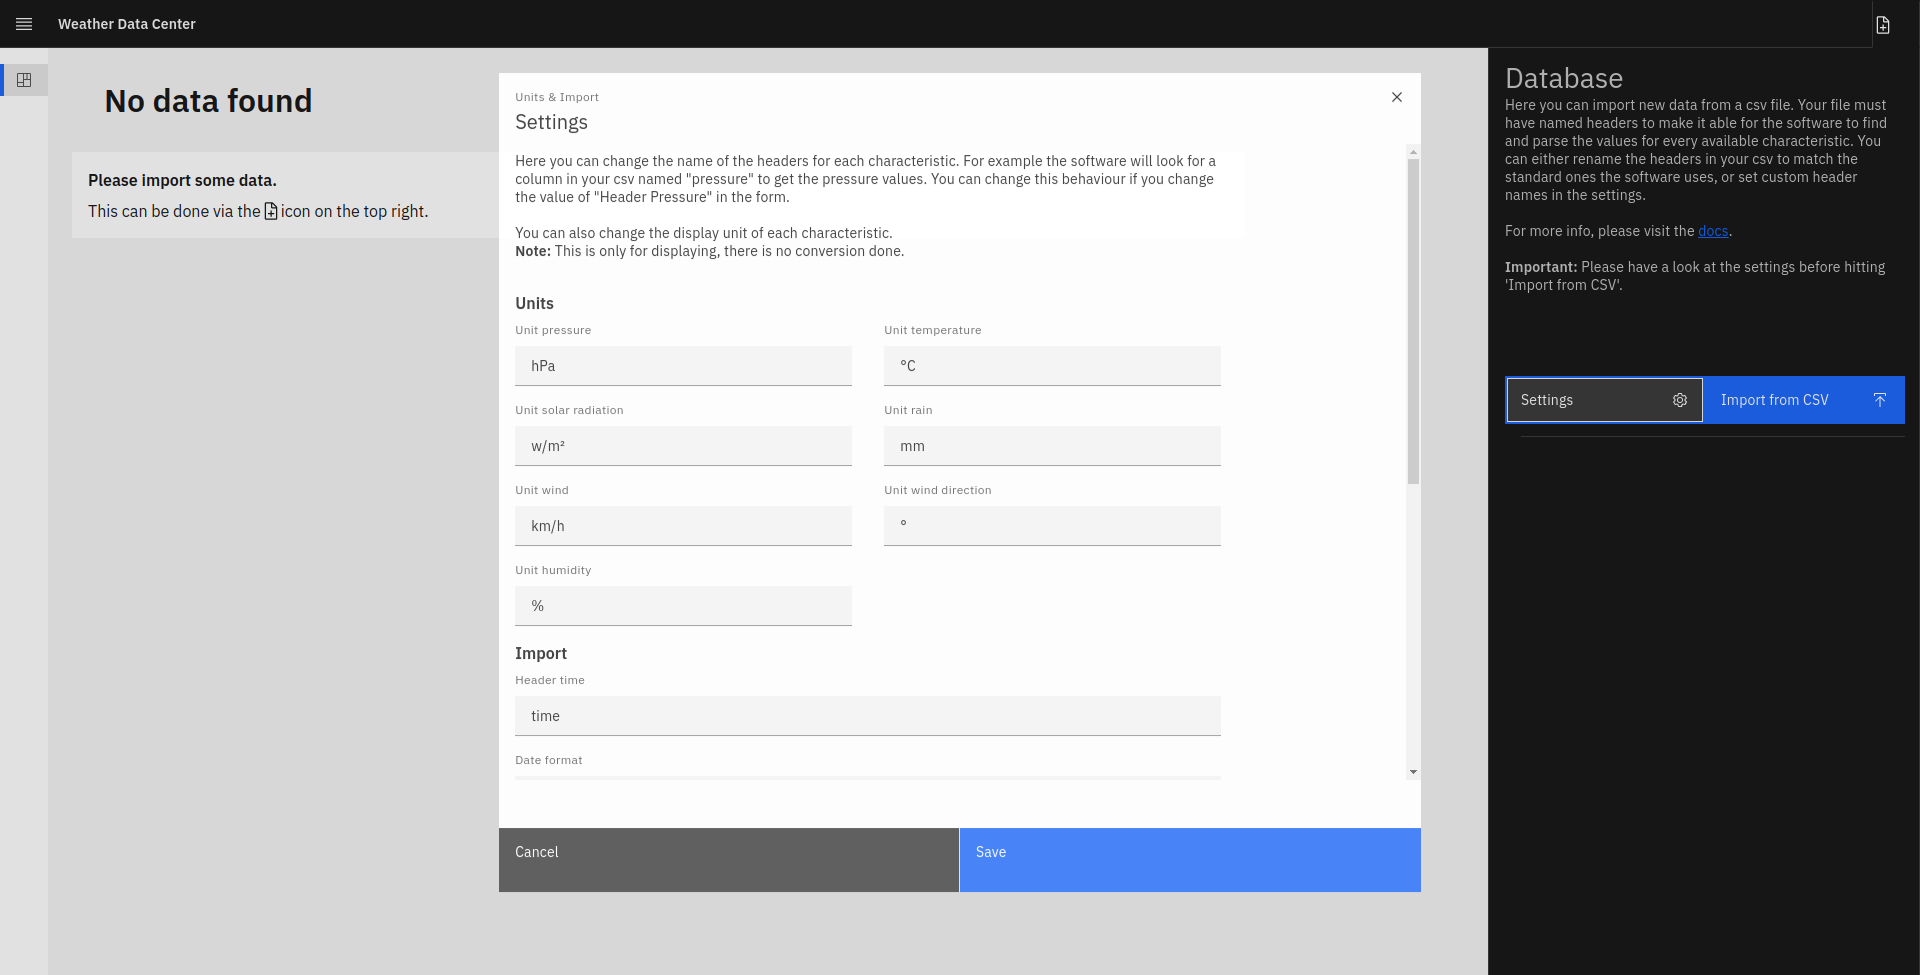 Weather Data Center
No data found
Please import some data.
This can be done via the icon on the top right.
Units & Import
Settings
Here you can change the name of the headers for each characteristic. For example the software will look for a
column in your csv named "pressure" to get the pressure values. You can change this behaviour if you change
the value of "Header Pressure" in the form.
You can also change the display unit of each characteristic.
Note: This is only for displaying, there is no conversion done.
Units
Unit pressure
hPa
Unit temperature
°C
Unit solar radiation
w/m²
Unit rain
mm
Unit wind
km/h
Unit wind direction
°
Unit humidity
%
Import
Header time
time
Date format
Cancel
Save
Database
Here you can import new data from a csv file. Your file must
have named headers to make it able for the software to find
and parse the values for every available characteristic. You
can either rename the headers in your csv to match the
standard ones the software uses, or set custom header
names in the settings.
For more info, please visit the docs.
Important: Please have a look at the settings before hitting
'Import from CSV'.
Settings
Import from CSV